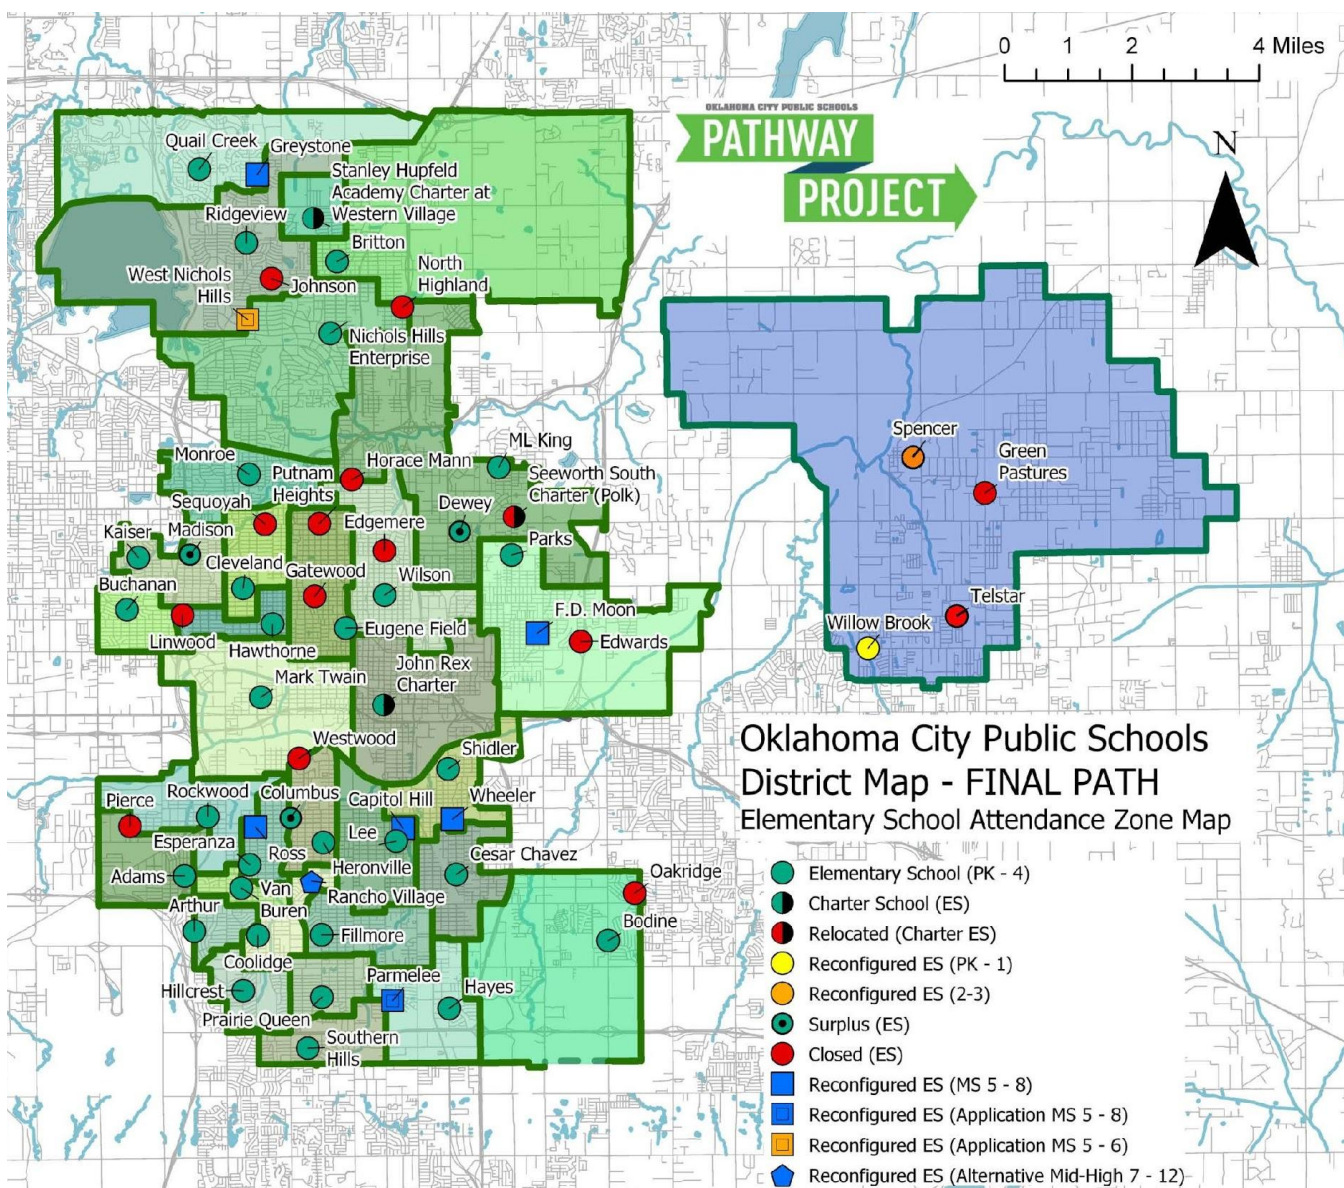 0 1 2 4 Miles
OKLAHOMA CITY PUBLIC SCHOOLS
PATHWAY
PROJECT
N
Quail Creek
Greystone
Stanley Hupfeld
Academy Charter at
Western Village
Ridgeview
Britton
West Nichols
Hills
Johnson
North
Highland
Nichols Hills
Enterprise
Monroe
Putnam
Heights
Horace Mann
ML King
Seeworth South
Charter (Polk)
Sequoyah
Dewey
Kaiser
Madison
Edgemere
Parks
Cleveland
Gatewood
Wilson
Buchanan
F.D. Moon
Linwood
Hawthorne
Eugene Field
Edwards
John Rex
Charter
Mark Twain
Westwood
Shidler
Pierce
Rockwood
Columbus
Capitol Hill
Wheeler
Esperanza
Lee
Ross
Heronville
Cesar Chavez
Adams
Van
Buren
Rancho Village
Oakridge
Arthur
Bodine
Fillmore
Coolidge
Parmelee
Hillcrest
Hayes
Prairie Queen
Southern
Hills
Spencer
Green
Pastures
Telstar
Willow Brook
Oklahoma City Public Schools
District Map - FINAL PATH
Elementary School Attendance Zone Map
Elementary School (PK - 4)
Charter School (ES)
Relocated (Charter ES)
Reconfigured ES (PK - 1)
Reconfigured ES (2-3)
Surplus (ES)
Closed (ES)
Reconfigured ES (MS 5 - 8)
Reconfigured ES (Application MS 5 - 8)
Reconfigured ES (Application MS 5 - 6)
Reconfigured ES (Alternative Mid-High 7 - 12)